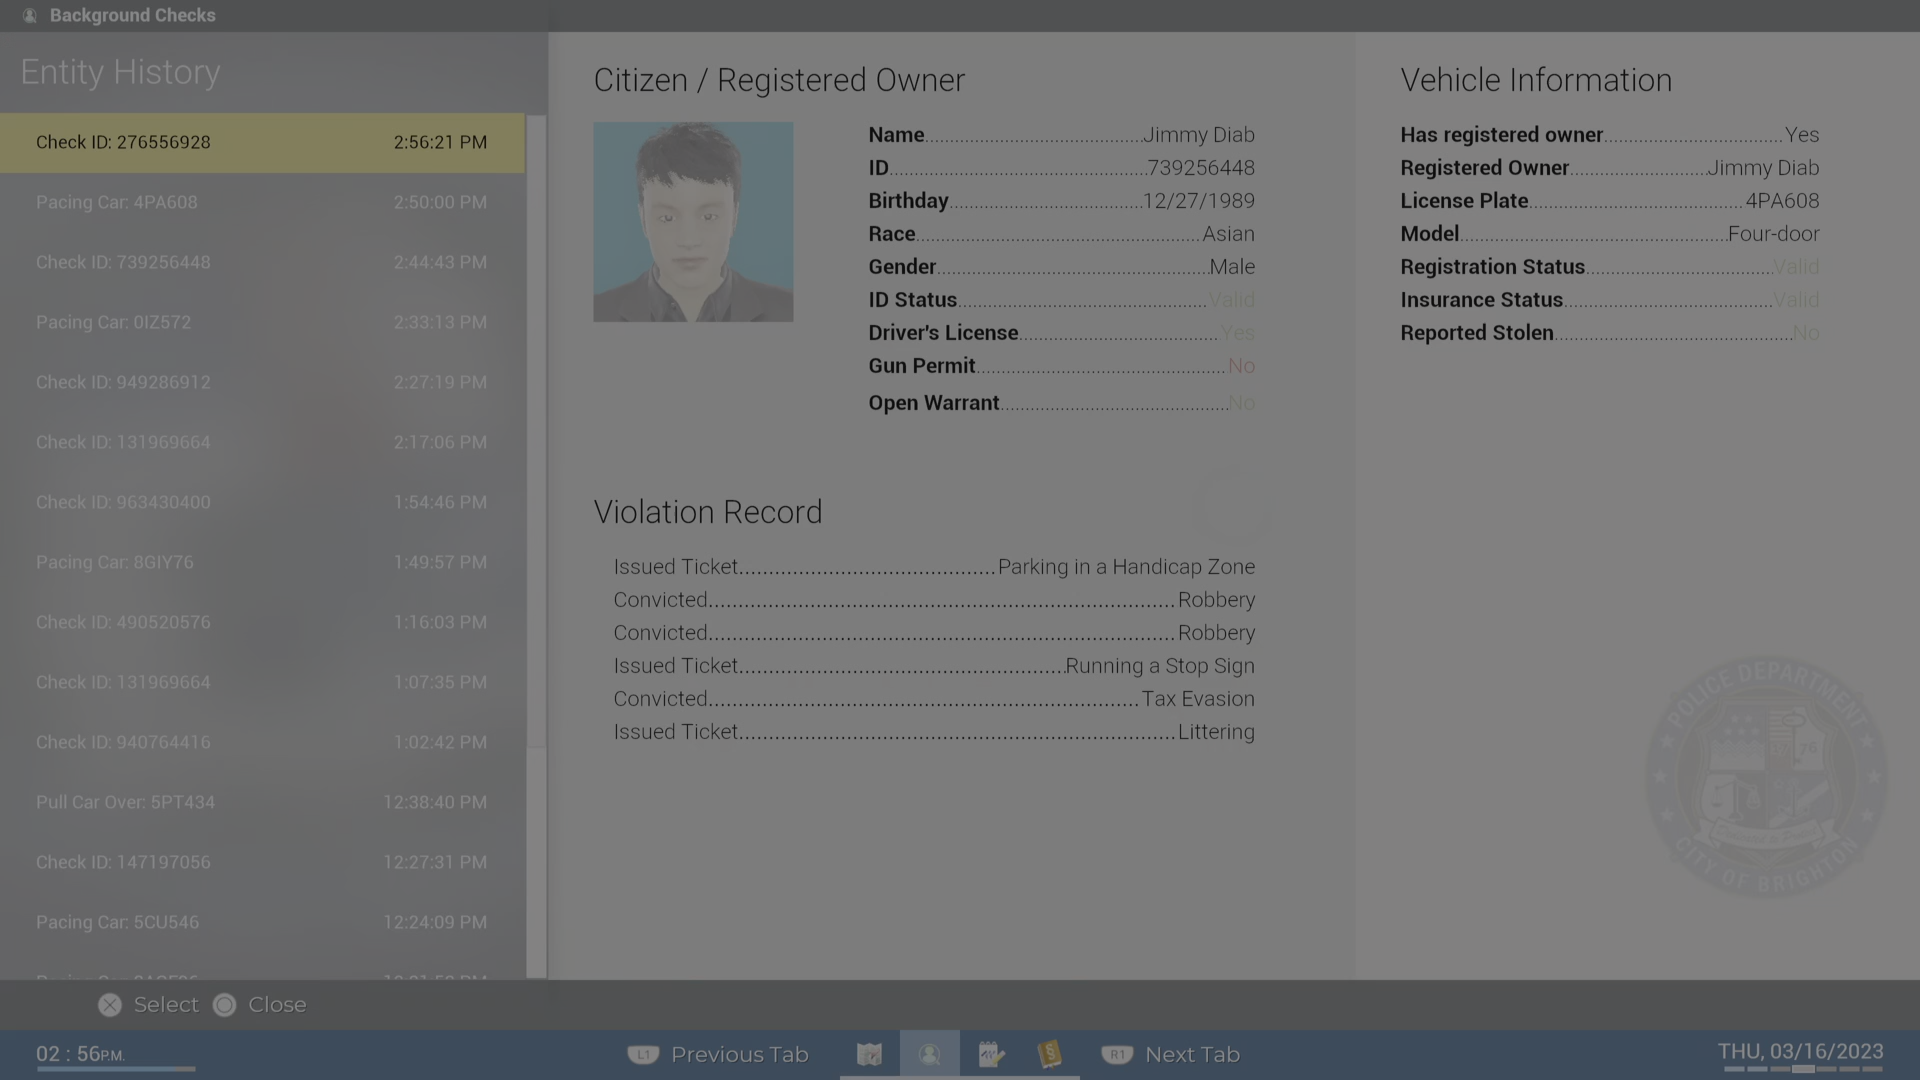 Background Checks
Entity History
Check ID: 276556928 2:56:21 PM
Pacing Car: 4PA608 2:50:00 PM
Check ID: 739256448 2:44:43 PM
Pacing Car: 0IZ572 2:33:13 PM
Check ID: 949286912 2:27:19 PM
Check ID: 131969664 2:17:06 PM
Check ID: 963430400 1:54:46 PM
Pacing Car: 8GIY76 1:49:57 PM
Check ID: 490520576 1:16:03 PM
Check ID: 131969664 1:07:35 PM
Check ID: 940764416 1:02:42 PM
Pull Car Over: 5PT434 12:38:40 PM
Check ID: 147197056 12:27:31 PM
Pacing Car: 5CU546 12:24:09 PM
Citizen / Registered Owner
Name Jimmy Diab
ID 739256448
Birthday 12/27/1989
Race Asian
Gender Male
ID Status Valid
Driver's License Yes
Gun Permit No
Open Warrant No
Violation Record
Issued Ticket Parking in a Handicap Zone
Convicted Robbery
Convicted Robbery
Issued Ticket Running a Stop Sign
Convicted Tax Evasion
Issued Ticket Littering
Vehicle Information
Has registered owner Yes
Registered Owner Jimmy Diab
License Plate 4PA608
Model Four-door
Registration Status Valid
Insurance Status Valid
Reported Stolen No
POLICE DEPARTMENT
76
CITY OF BRIGHTON
Select Close
02 : 56 P.M.
L1 Previous Tab
R1 Next Tab
THU, 03/16/2023